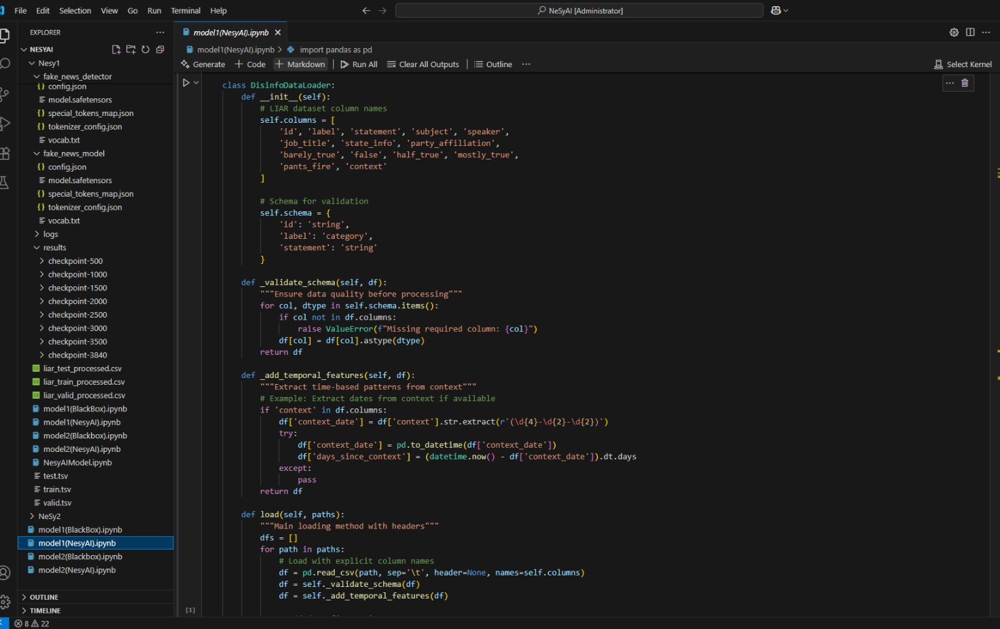 File Edit Selection View Go Run Terminal Help
NeSyAI [Administrator]
EXPLORER
NESYAI
Nesy1
fake_news_detector
config.json
model.safetensors
special_tokens_map.json
tokenizer_config.json
vocab.txt
fake_news_model
config.json
model.safetensors
special_tokens_map.json
tokenizer_config.json
vocab.txt
logs
results
checkpoint-500
checkpoint-1000
checkpoint-1500
checkpoint-2000
checkpoint-2500
checkpoint-3000
checkpoint-3500
checkpoint-3840
liar_test_processed.csv
liar_train_processed.csv
liar_valid_processed.csv
model1(BlackBox).ipynb
model1(NesyAI).ipynb
model2(Blackbox).ipynb
model2(NesyAI).ipynb
NesyAIModel.ipynb
test.tsv
train.tsv
valid.tsv
NeSy2
model1(BlackBox).ipynb
model1(NesyAI).ipynb
model2(Blackbox).ipynb
model2(NesyAI).ipynb
OUTLINE
TIMELINE
8 22
model1(NesyAI).ipynb
model1(NesyAI).ipynb > import pandas as pd
Generate + Code + Markdown | Run All Clear All Outputs | Outline ...
Select Kernel
class DisinfoDataLoader:
    def __init__(self):
        # LIAR dataset column names
        self.columns = [
            'id', 'label', 'statement', 'subject', 'speaker',
            'job_title', 'state_info', 'party_affiliation',
            'barely_true', 'false', 'half_true', 'mostly_true',
            'pants_fire', 'context'
        ]
        # Schema for validation
        self.schema = {
            'id': 'string',
            'label': 'category',
            'statement': 'string'
        }
    def _validate_schema(self, df):
        """Ensure data quality before processing"""
        for col, dtype in self.schema.items():
            if col not in df.columns:
                raise ValueError(f"Missing required column: {col}")
            df[col] = df[col].astype(dtype)
        return df
    def _add_temporal_features(self, df):
        """Extract time-based patterns from context"""
        # Example: Extract dates from context if available
        if 'context' in df.columns:
            df['context_date'] = df['context'].str.extract(r'(\d{4}-\d{2}-\d{2})')
            try:
                df['context_date'] = pd.to_datetime(df['context_date'])
                df['days_since_context'] = (datetime.now() - df['context_date']).dt.days
            except:
                pass
        return df
    def load(self, paths):
        """Main loading method with headers"""
        dfs = []
        for path in paths:
            # Load with explicit column names
            df = pd.read_csv(path, sep='\t', header=None, names=self.columns)
            df = self._validate_schema(df)
            df = self._add_temporal_features(df)
[1]